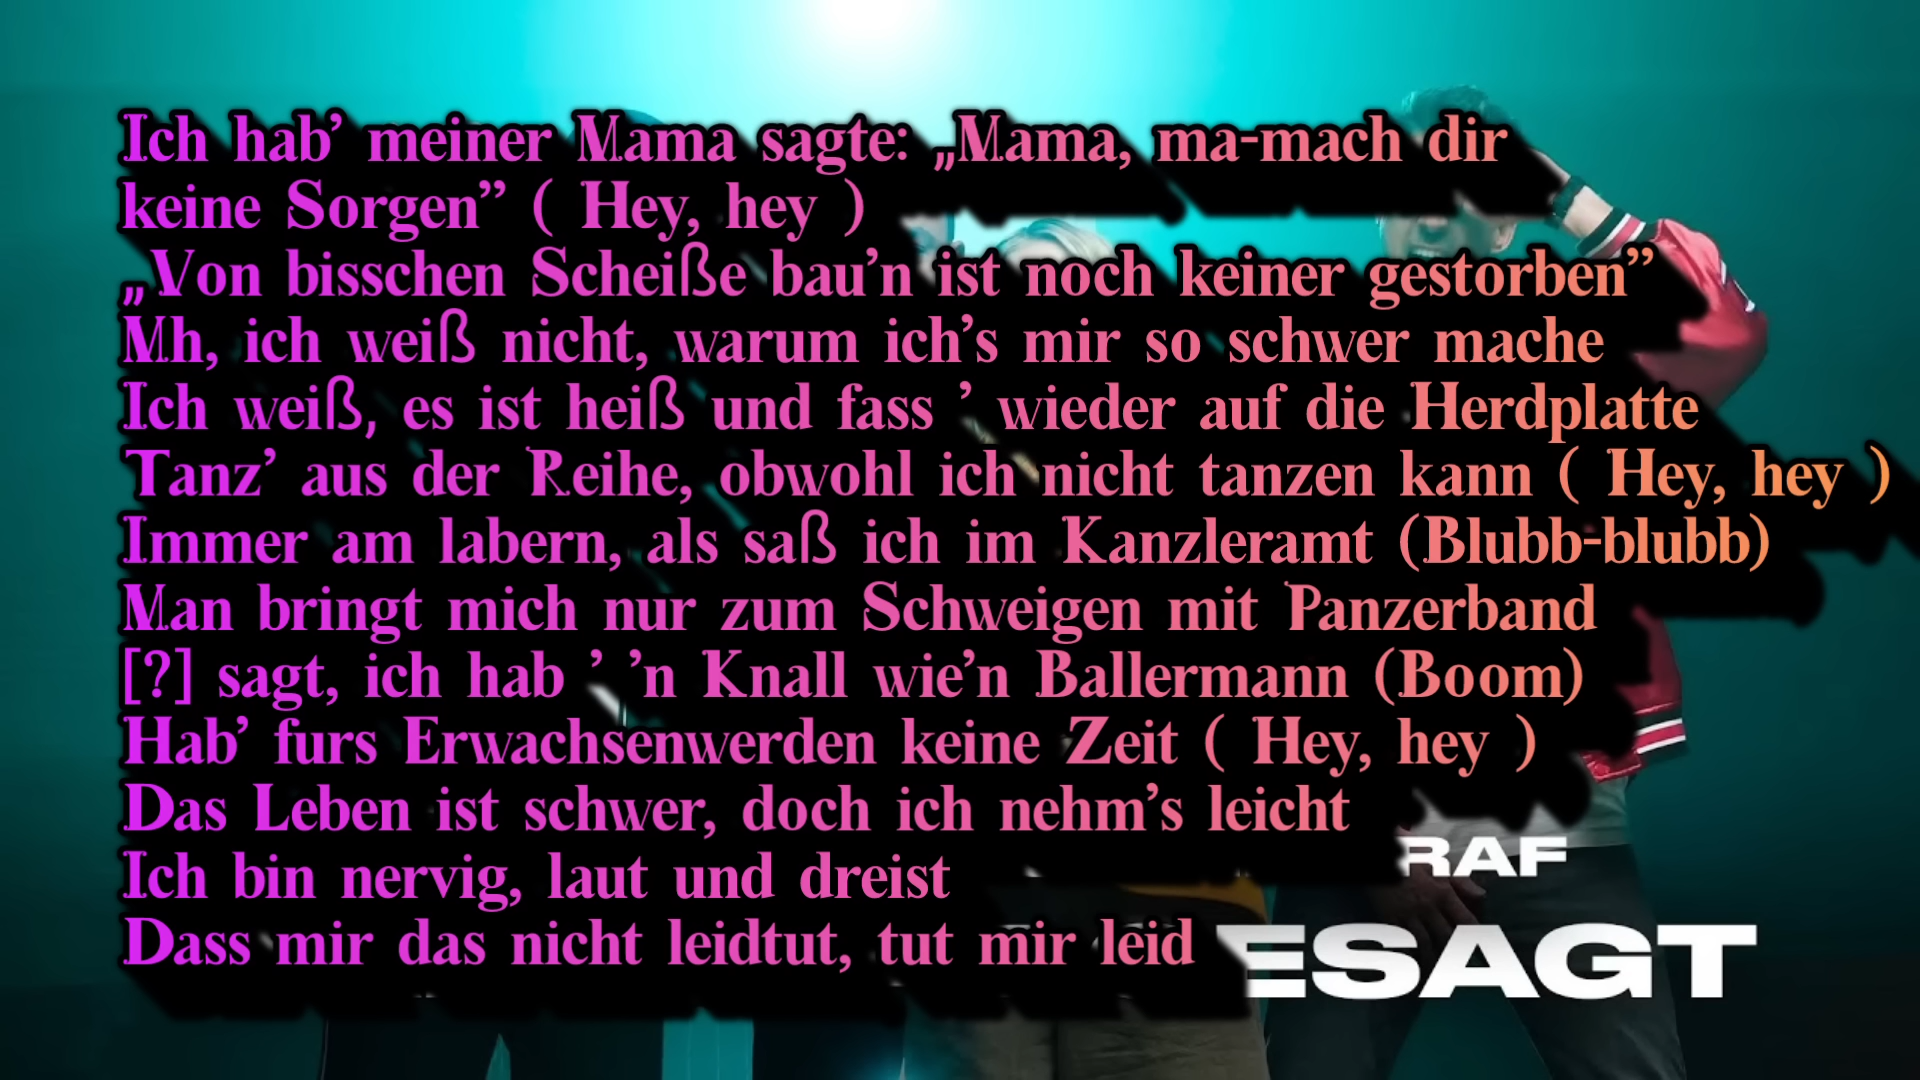 Ich hab’ meiner Mama sagte: „Mama, ma-mach dir
keine Sorgen” ( Hey, hey )
„Von bisschen Scheiße bau’n ist noch keiner gestorben”
Mh, ich weiß nicht, warum ich’s mir so schwer mache
Ich weiß, es ist heiß und fass ’ wieder auf die Herdplatte
Tanz’ aus der Reihe, obwohl ich nicht tanzen kann ( Hey, hey )
Immer am labern, als saß ich im Kanzleramt (Blubb-blubb)
Man bringt mich nur zum Schweigen mit Panzerband
[?] sagt, ich hab ’ ’n Knall wie’n Ballermann (Boom)
Hab’ furs Erwachsenwerden keine Zeit ( Hey, hey )
Das Leben ist schwer, doch ich nehm’s leicht
Ich bin nervig, laut und dreist
Dass mir das nicht leidtut, tut mir leid
RAF
ESAGT